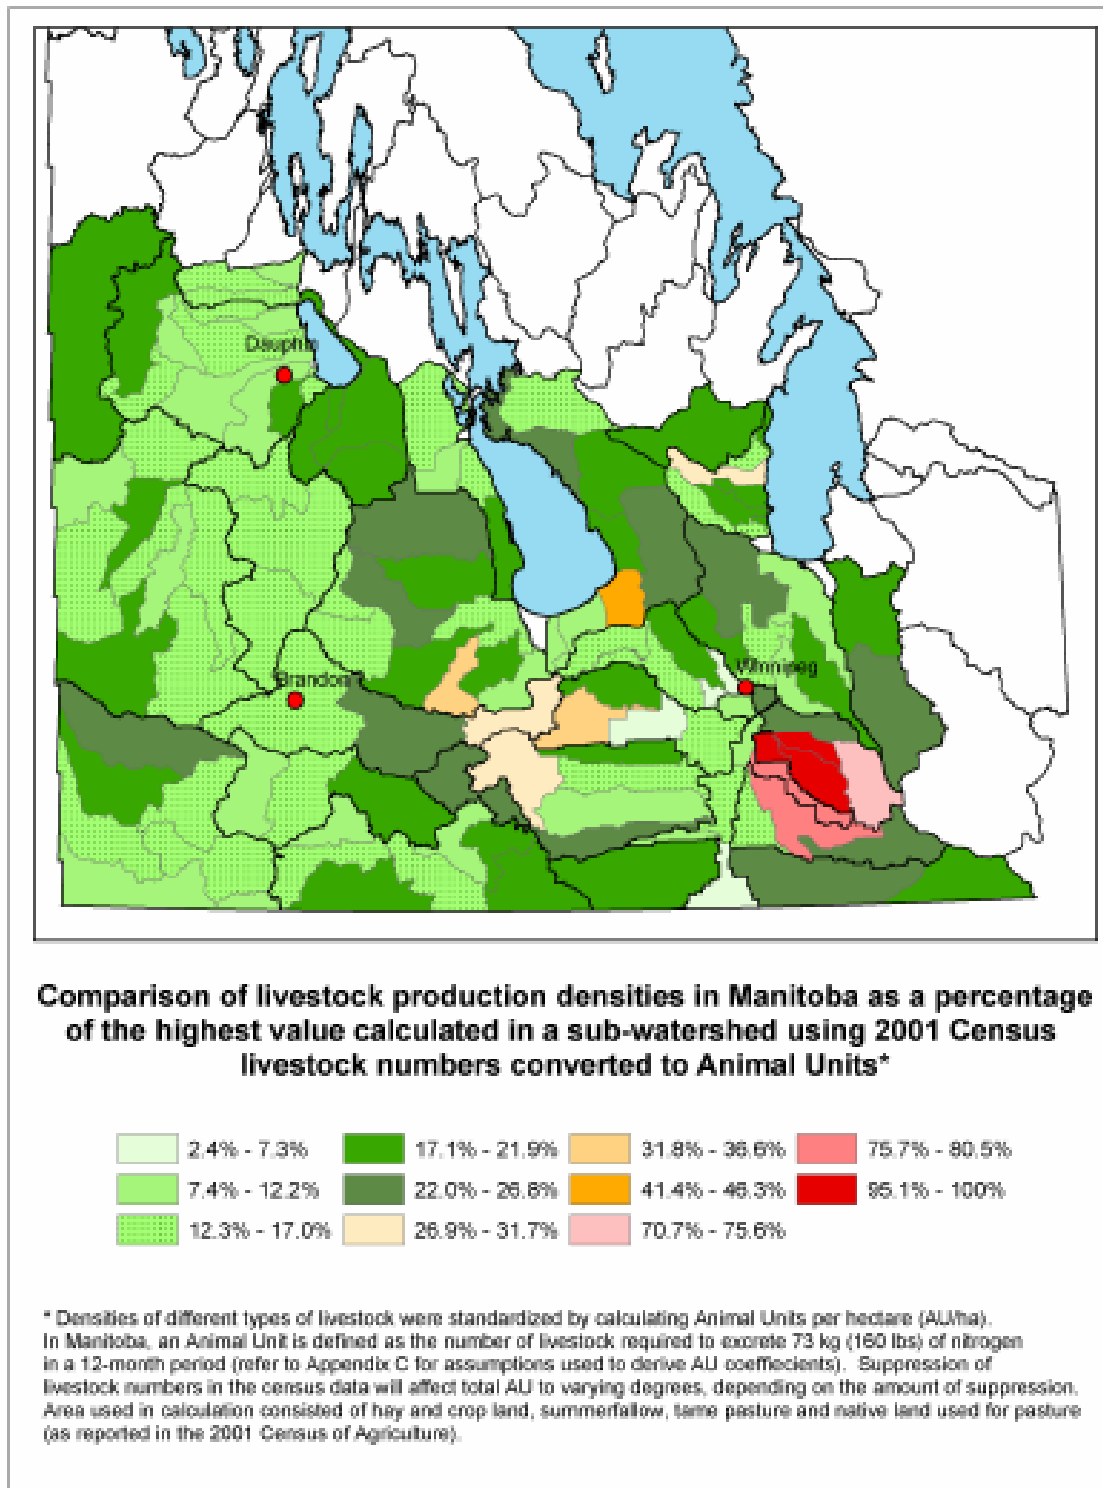 Dauphin
Brandon
Winnipeg
Comparison of livestock production densities in Manitoba as a percentage
of the highest value calculated in a sub-watershed using 2001 Census
livestock numbers converted to Animal Units*
2.4% - 7.3%
17.1% - 21.9%
31.8% - 36.6%
75.7% - 80.5%
7.4% - 12.2%
22.0% - 26.8%
41.4% - 46.3%
95.1% - 100%
12.3% - 17.0%
26.9% - 31.7%
70.7% - 75.6%
* Densities of different types of livestock were standardized by calculating Animal Units per hectare (AU/ha).
In Manitoba, an Animal Unit is defined as the number of livestock required to excrete 73 kg (160 lbs) of nitrogen
in a 12-month period (refer to Appendix C for assumptions used to derive AU coeffiecients). Suppression of
livestock numbers in the census data will affect total AU to varying degrees, depending on the amount of suppression.
Area used in calculation consisted of hay and crop land, summerfallow, tame pasture and native land used for pasture
(as reported in the 2001 Census of Agriculture).